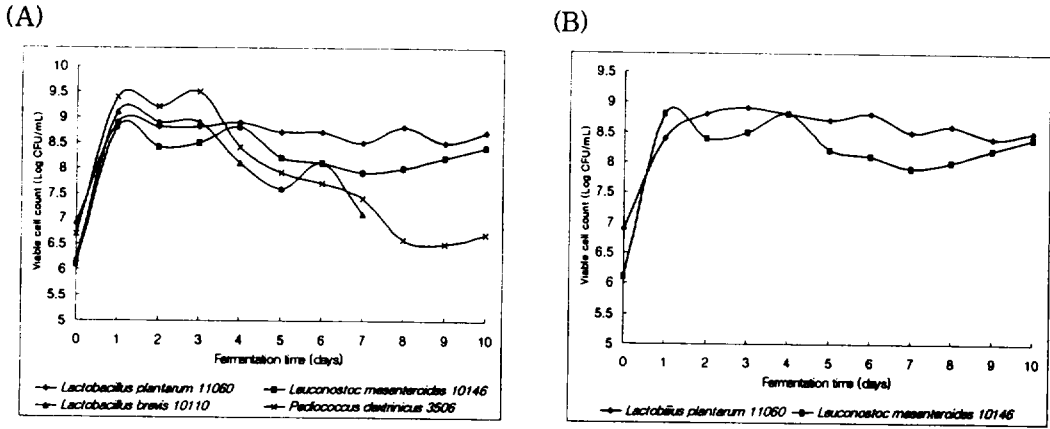 (A)
Viable cell count (Log CFU/mL)
10
9.5
9
8.5
8
7.5
7
6.5
6
5.5
5
0 1 2 3 4 5 6 7 8 9 10
Fermentation time (days)
Lactobacillus plantarum 11060 Leuconostoc mesenteroides 10146
Lactobacillus brevis 10110 Pediococcus dextrinicus 3506
(B)
Viable cell count (Log CFU/mL)
9.5
9
8.5
8
7.5
7
6.5
6
5.5
5
0 1 2 3 4 5 6 7 8 9 10
Fermentation time (days)
Lactobillus plantarum 11060 Leuconostoc mesenteroides 10146